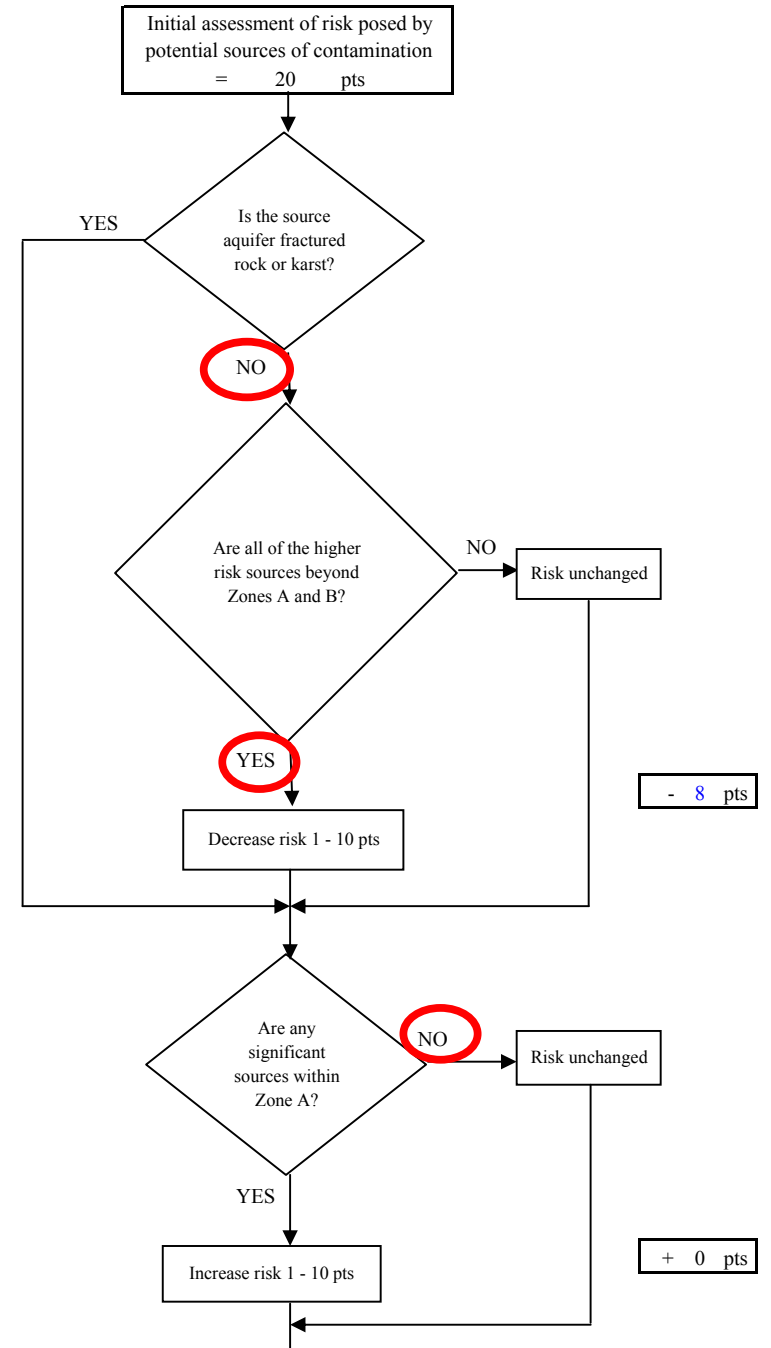 Initial assessment of risk posed by
potential sources of contamination
= 20 pts
YES
Is the source
aquifer fractured
rock or karst?
NO
Are all of the higher
risk sources beyond
Zones A and B?
NO
Risk unchanged
YES
- 8 pts
Decrease risk 1 - 10 pts
Are any
significant
sources within
Zone A?
NO
Risk unchanged
YES
+ 0 pts
Increase risk 1 - 10 pts